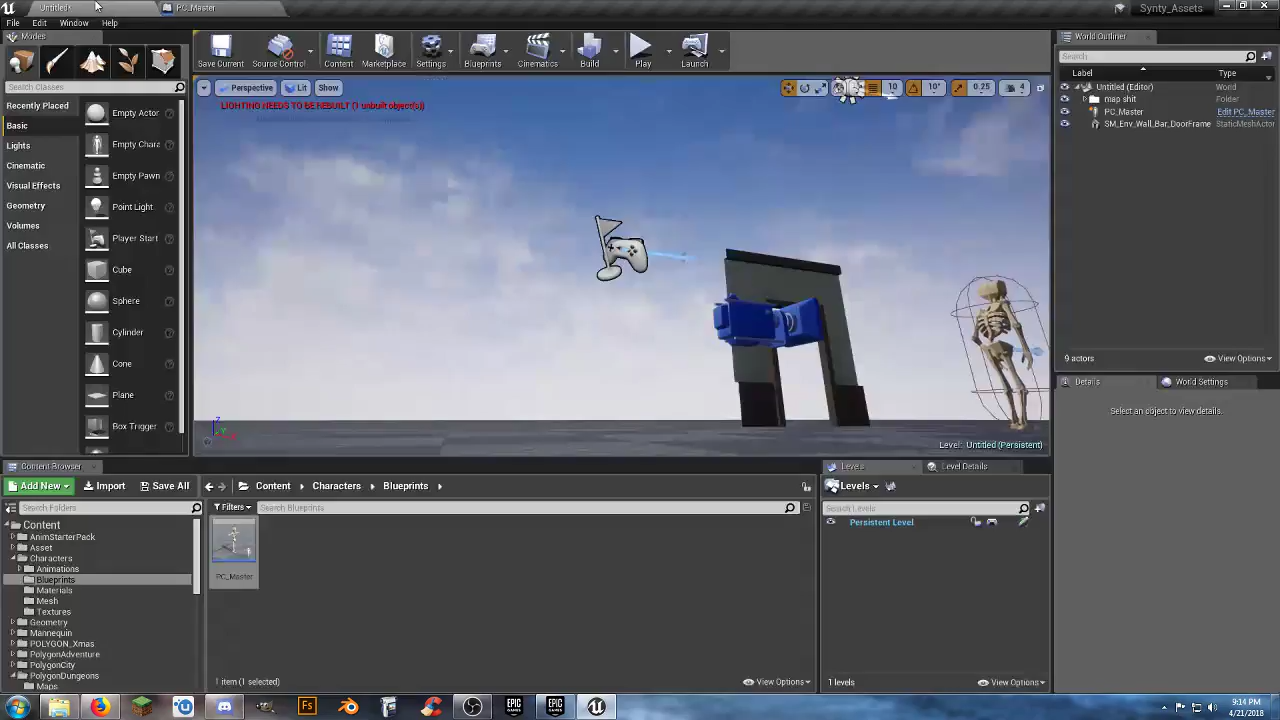 Untitled
PC_Master
Synty_Assets
File
Edit
Window
Help
Modes
Search Classes
Recently Placed
Basic
Lights
Cinematic
Visual Effects
Geometry
Volumes
All Classes
Empty Actor
Empty Chara
Empty Pawn
Point Light
Player Start
Cube
Sphere
Cylinder
Cone
Plane
Box Trigger
Save Current
Source Control
Content
Marketplace
Settings
Blueprints
Cinematics
Build
Play
Launch
Perspective
Lit
Show
10
10°
0.25
4
LIGHTING NEEDS TO BE REBUILT (1 unbuilt object(s))
Level: Untitled (Persistent)
World Outliner
Search
Label
Type
Untitled (Editor)
World
map shit
Folder
PC_Master
Edit PC_Master
SM_Env_Wall_Bar_DoorFrame
StaticMeshActor
9 actors
View Options
Details
World Settings
Select an object to view details.
Content Browser
Add New
Import
Save All
Content
Characters
Blueprints
Search Folders
Filters
Search Blueprints
Content
AnimStarterPack
Asset
Characters
Animations
Blueprints
Materials
Mesh
Textures
Geometry
Mannequin
POLYGON_Xmas
PolygonAdventure
PolygonCity
PolygonDungeons
Maps
PC_Master
1 item (1 selected)
View Options
Levels
Level Details
Levels
Search Levels
Persistent Level
1 levels
View Options
Fs
EPIC GAMES
EPIC GAMES
9:14 PM
4/21/2018